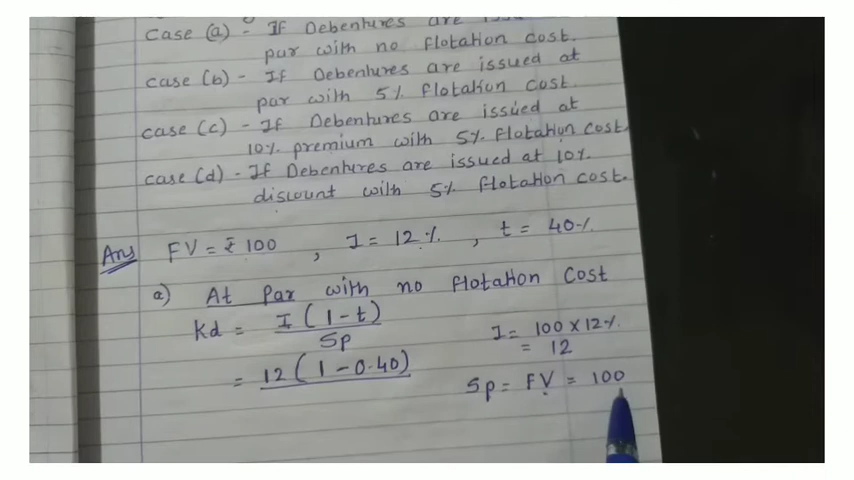 Case (a) - If Debentures are
par with no flotation cost.
case (b) - If Debentures are issued at
par with 5% flotation cost.
case (c) - If Debentures are issued at
10% premium with 5% flotation cost.
case (d) - If Debentures are issued at 10%
discount with 5% flotation cost.
Ans FV = ₹ 100 , I = 12 % , t = 40%
a) At Par with no flotation Cost
Kd = I ( 1 - t )
Sp
I = 100 x 12%
= 12
= 12 ( 1 - 0.40)
Sp = FV = 100